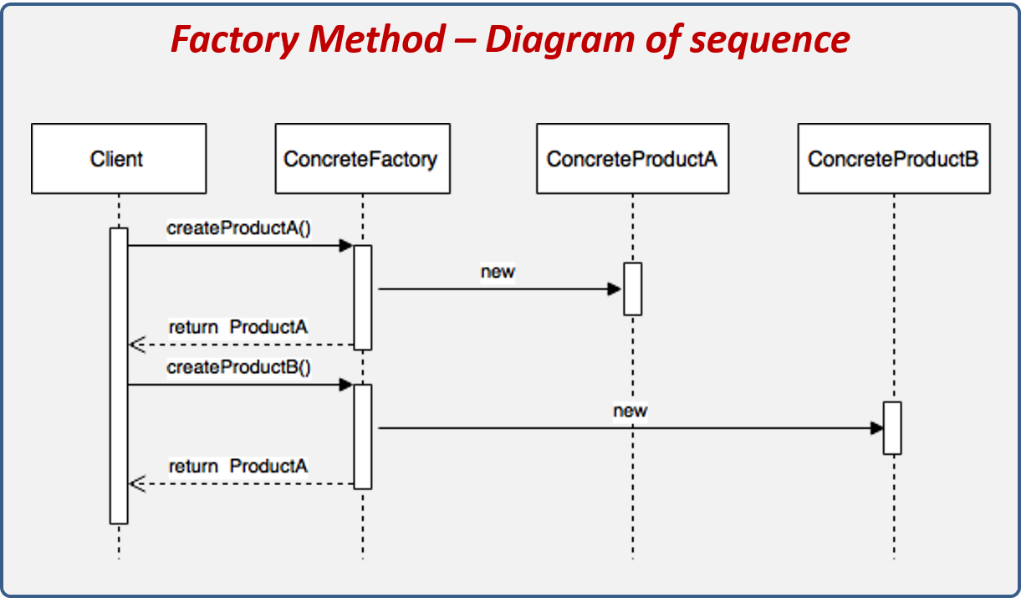 Factory Method – Diagram of sequence
Client
ConcreteFactory
ConcreteProductA
ConcreteProductB
createProductA()
new
return ProductA
createProductB()
new
return ProductA